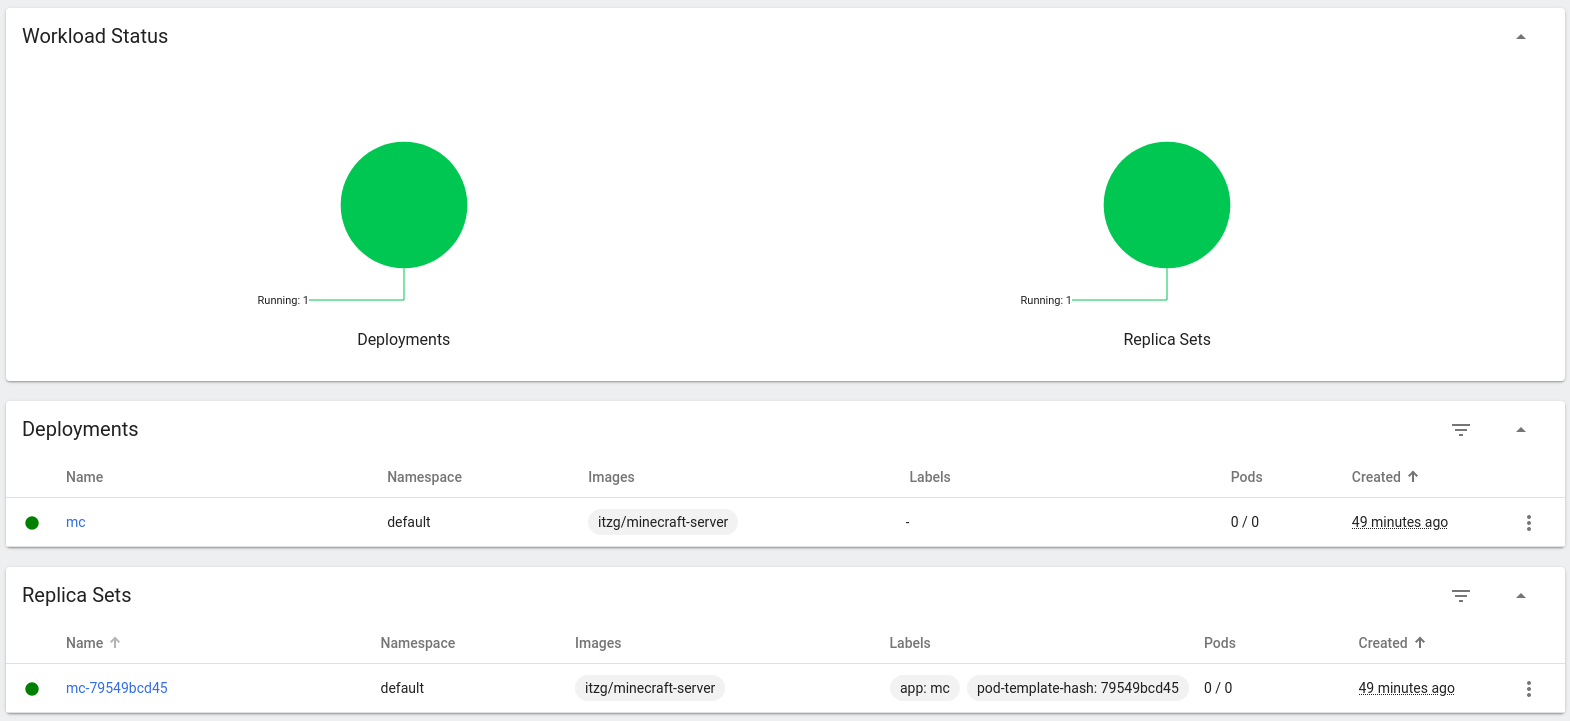 Workload Status
Running: 1
Running: 1
Deployments
Replica Sets
Deployments
Name Namespace Images Labels Pods Created
mc default itzg/minecraft-server - 0 / 0 49 minutes ago
Replica Sets
Name Namespace Images Labels Pods Created
mc-79549bcd45 default itzg/minecraft-server app: mc pod-template-hash: 79549bcd45 0 / 0 49 minutes ago